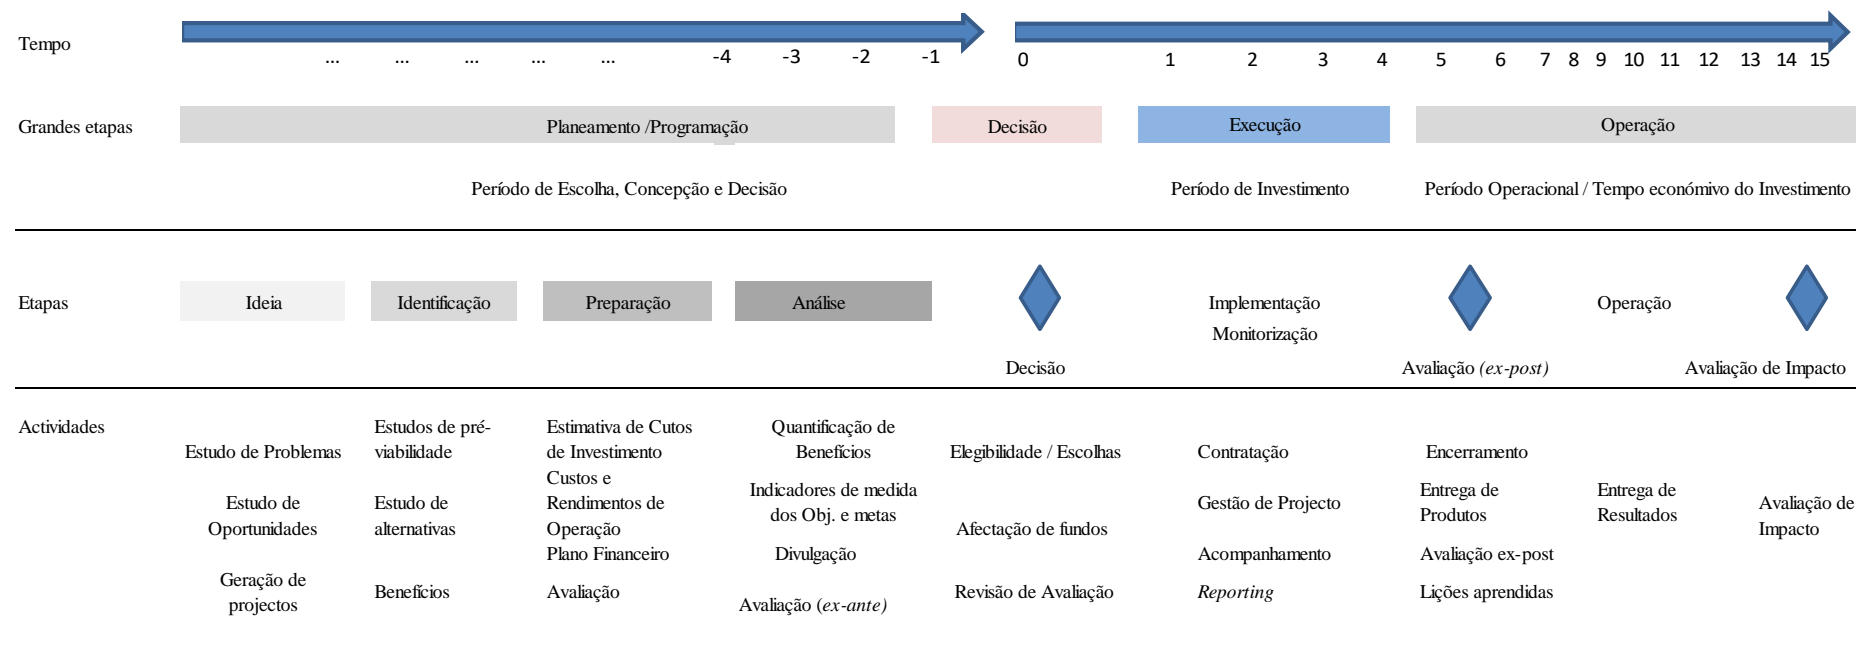 Tempo
... ... ... ... ... -4 -3 -2 -1 0 1 2 3 4 5 6 7 8 9 10 11 12 13 14 15
Grandes etapas
Planeamento /Programação
Decisão
Execução
Operação
Período de Escolha, Concepção e Decisão
Período de Investimento
Período Operacional / Tempo económivo do Investimento
Etapas
Ideia
Identificação
Preparação
Análise
Decisão
Implementação
Monitorização
Avaliação (ex-post)
Operação
Avaliação de Impacto
Actividades
Estudo de Problemas
Estudo de
Oportunidades
Geração de
projectos
Estudos de pré-
viabilidade
Estudo de
alternativas
Benefícios
Estimativa de Cutos
de Investimento
Custos e
Rendimentos de
Operação
Plano Financeiro
Avaliação
Quantificação de
Benefícios
Indicadores de medida
dos Obj. e metas
Divulgação
Avaliação (ex-ante)
Elegibilidade / Escolhas
Afectação de fundos
Revisão de Avaliação
Contratação
Gestão de Projecto
Acompanhamento
Reporting
Encerramento
Entrega de
Produtos
Avaliação ex-post
Lições aprendidas
Entrega de
Resultados
Avaliação de
Impacto